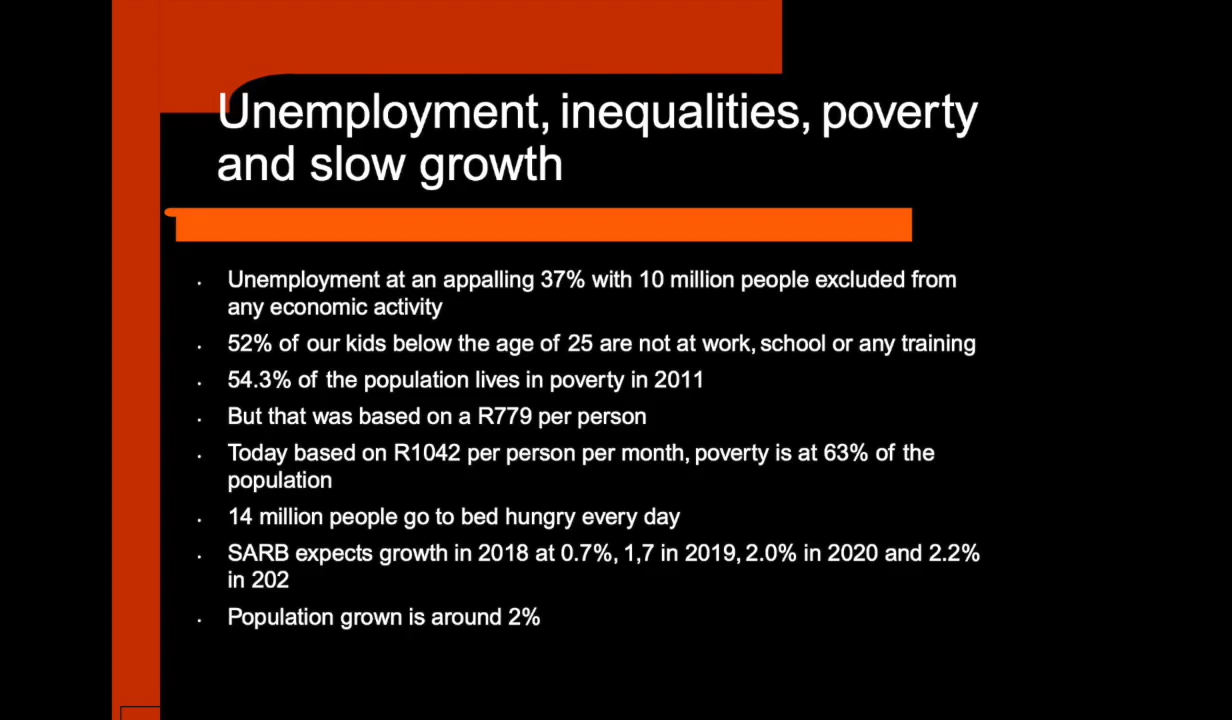 Unemployment, inequalities, poverty
and slow growth
· Unemployment at an appalling 37% with 10 million people excluded from
any economic activity
· 52% of our kids below the age of 25 are not at work, school or any training
· 54.3% of the population lives in poverty in 2011
· But that was based on a R779 per person
· Today based on R1042 per person per month, poverty is at 63% of the
population
· 14 million people go to bed hungry every day
· SARB expects growth in 2018 at 0.7%, 1,7 in 2019, 2.0% in 2020 and 2.2%
in 202
· Population grown is around 2%